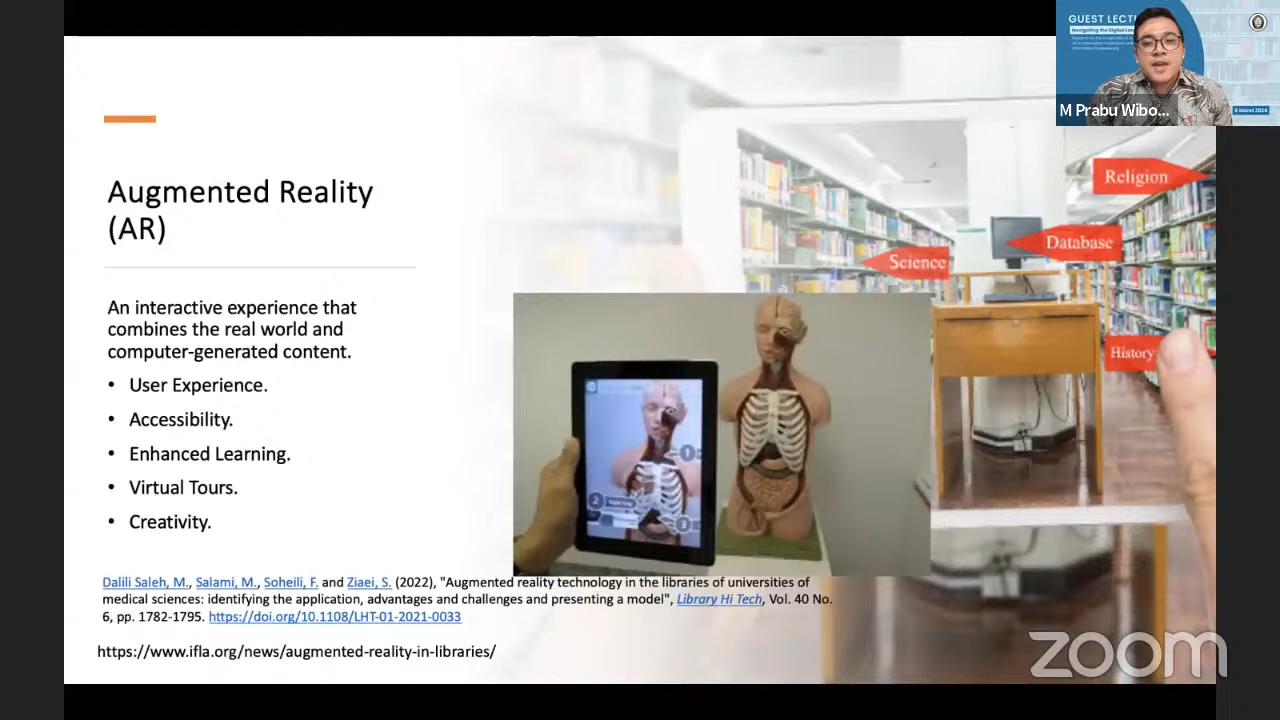 GUEST LECTU
M Prabu Wibo...
Augmented Reality
(AR)
An interactive experience that
combines the real world and
computer-generated content.
• User Experience.
• Accessibility.
• Enhanced Learning.
• Virtual Tours.
• Creativity.
Religion
Database
Science
History
1
2
3
Dalili Saleh, M., Salami, M., Soheili, F. and Ziaei, S. (2022), "Augmented reality technology in the libraries of universities of
medical sciences: identifying the application, advantages and challenges and presenting a model", Library Hi Tech, Vol. 40 No.
6, pp. 1782-1795. https://doi.org/10.1108/LHT-01-2021-0033
https://www.ifla.org/news/augmented-reality-in-libraries/
zoom